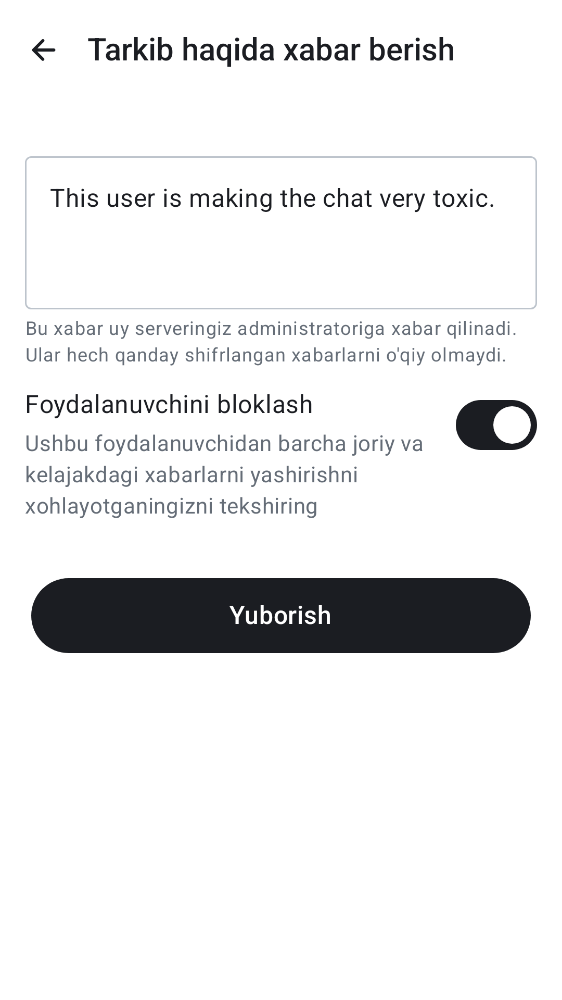 Tarkib haqida xabar berish
This user is making the chat very toxic.
Bu xabar uy serveringiz administratoriga xabar qilinadi.
Ular hech qanday shifrlangan xabarlarni o'qiy olmaydi.
Foydalanuvchini bloklash
Ushbu foydalanuvchidan barcha joriy va
kelajakdagi xabarlarni yashirishni
xohlayotganingizni tekshiring
Yuborish